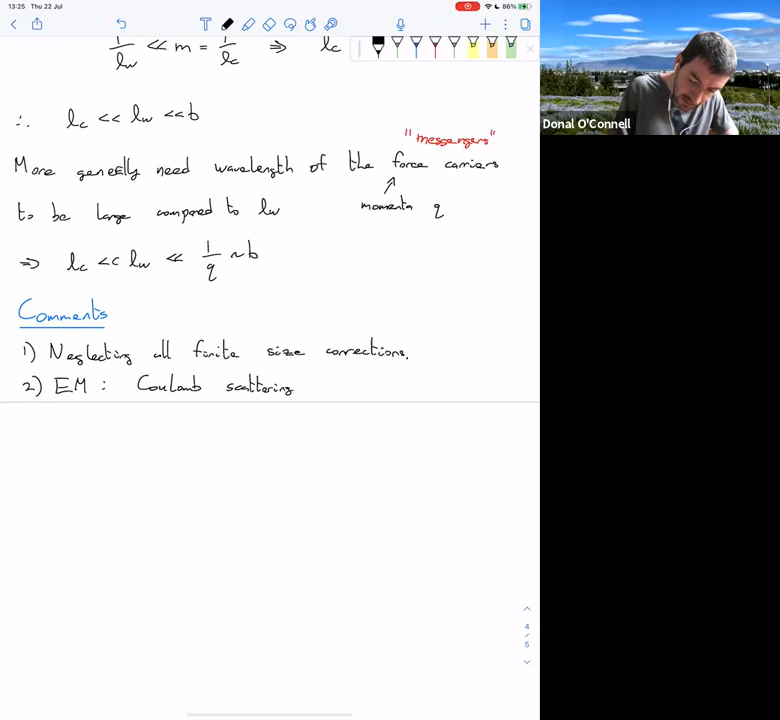 13:25 Thu 22 Jul
86%
1/lw << m = 1/lc ⇒ lc
∴ lc << lw << b
"messengers"
More generally need wavelength of the force carriers
to be large compared to lw
momenta q
⇒ lc << lw << 1/q ~ b
Comments
1) Neglecting all finite size corrections.
2) EM : Coulomb scattering
Donal O'Connell
4
/
5